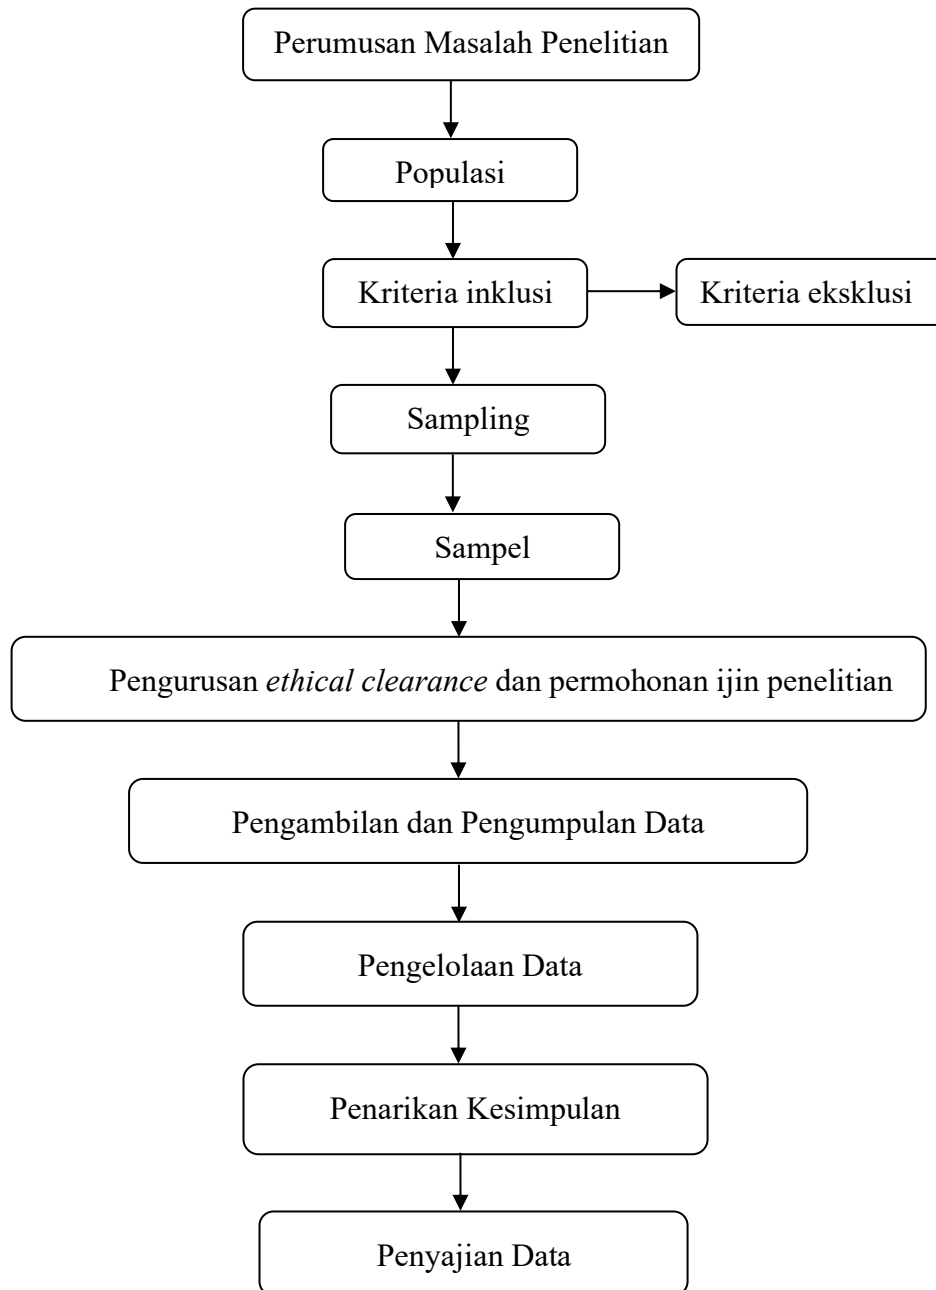 Perumusan Masalah Penelitian
Populasi
Kriteria inklusi
Kriteria eksklusi
Sampling
Sampel
Pengurusan ethical clearance dan permohonan ijin penelitian
Pengambilan dan Pengumpulan Data
Pengelolaan Data
Penarikan Kesimpulan
Penyajian Data